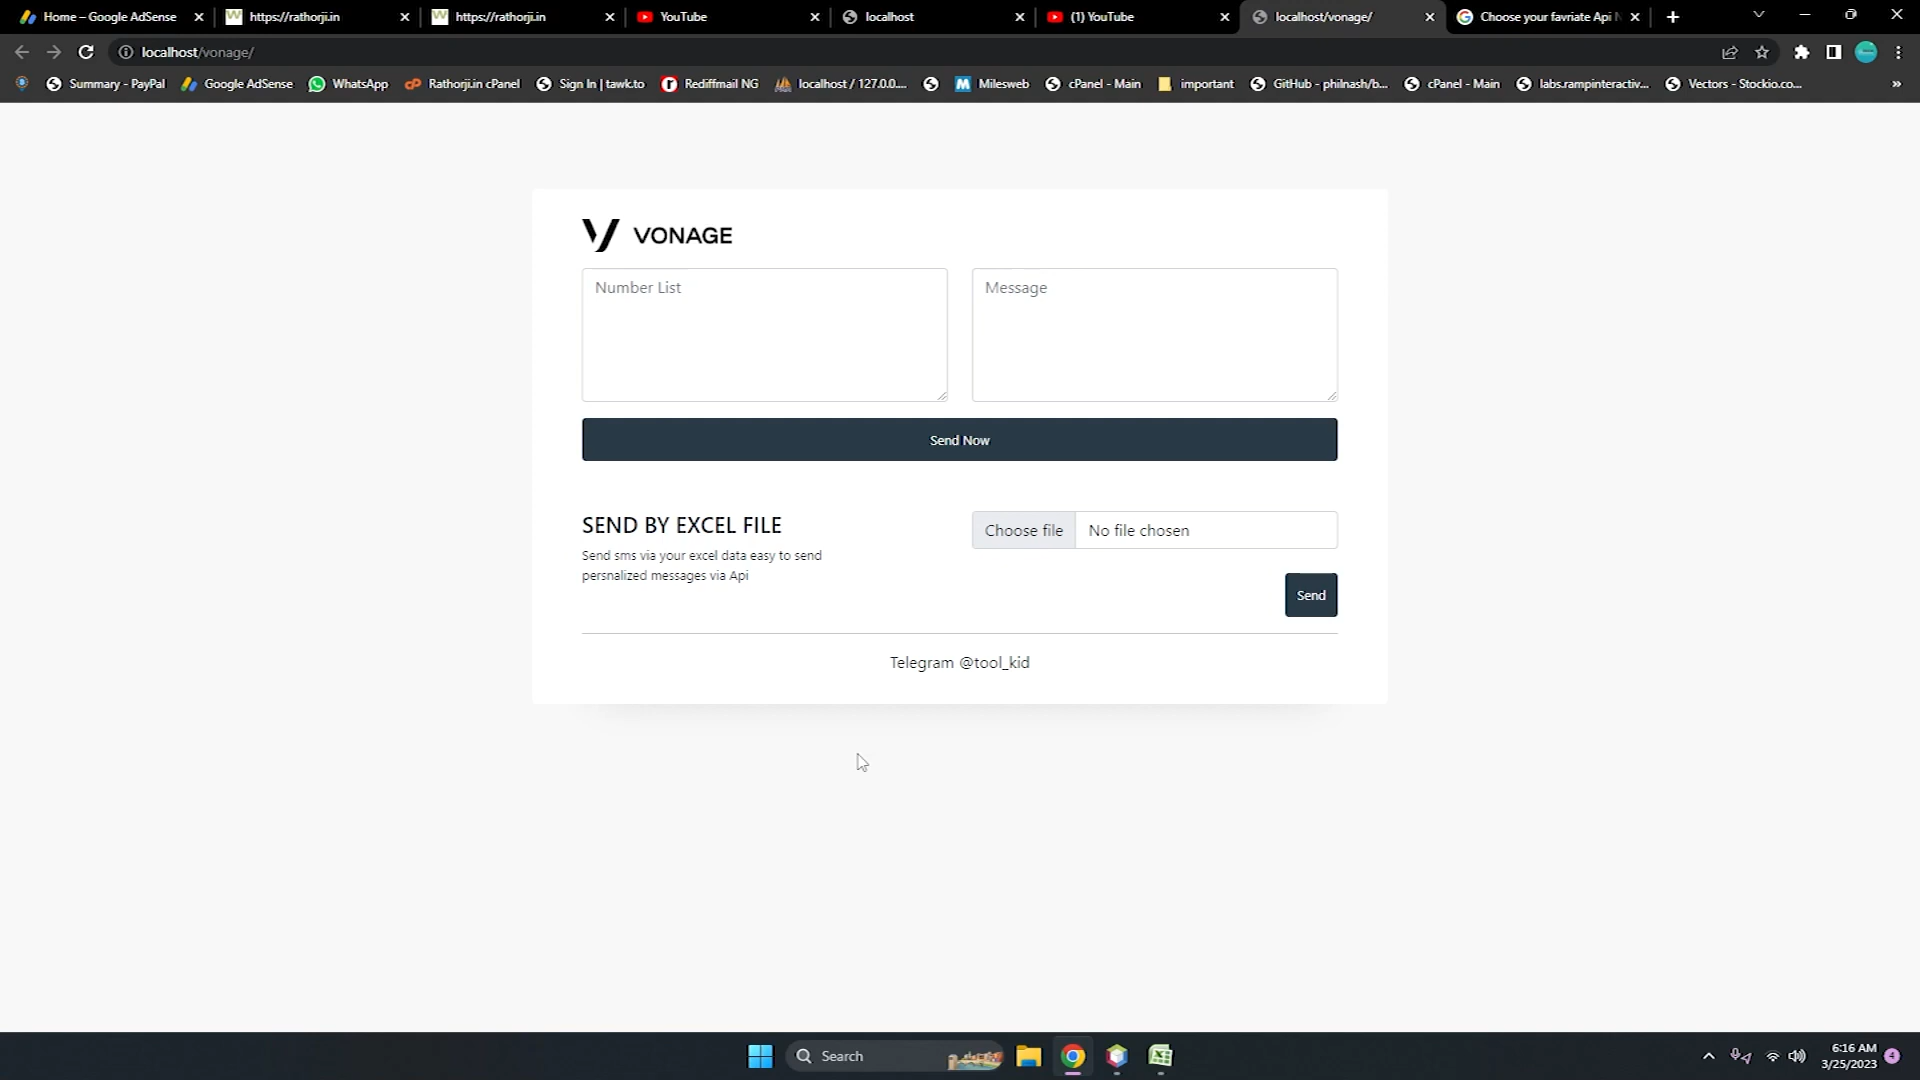 Home – Google AdSense
https://rathorji.in
https://rathorji.in
YouTube
localhost
(1) YouTube
localhost/vonage/
Choose your favriate Api
localhost/vonage/
Summary - PayPal
Google AdSense
WhatsApp
Rathorji.in cPanel
Sign In | tawk.to
Rediffmail NG
localhost / 127.0.0....
Milesweb
cPanel - Main
important
GitHub - philnash/b...
cPanel - Main
labs.rampinteractiv...
Vectors - Stockio.co...
»
VONAGE
Number List
Message
Send Now
SEND BY EXCEL FILE
Choose file No file chosen
Send sms via your excel data easy to send
persnalized messages via Api
Send
Telegram @tool_kid
Search
6:16 AM
3/25/2023
4